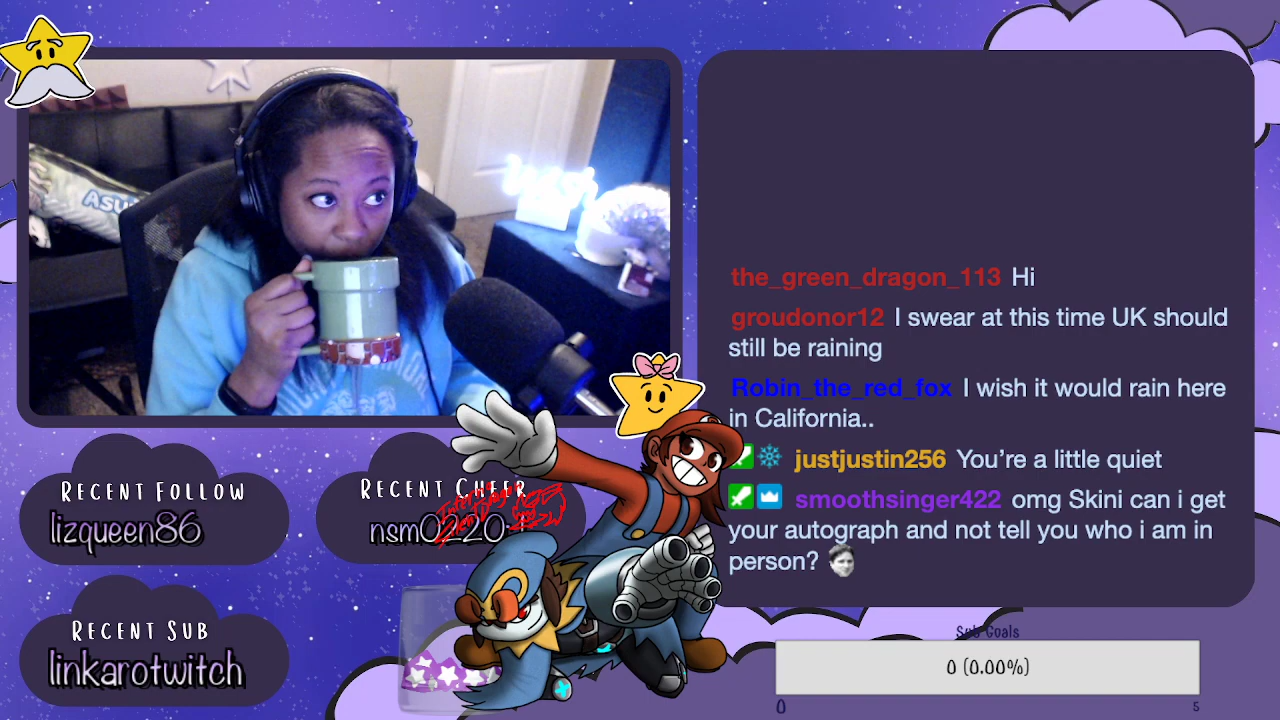 ASU
the_green_dragon_113 Hi
groudonor12 I swear at this time UK should
still be raining
Robin_the_red_fox I wish it would rain here
in California..
justjustin256 You're a little quiet
smoothsinger422 omg Skini can i get
your autograph and not tell you who i am in
person?
RECENT FOLLOW
lizqueen86
RECENT CHEER
nsm0220
RECENT SUB
linkarotwitch
Sub Goals
0 (0.00%)
0
5